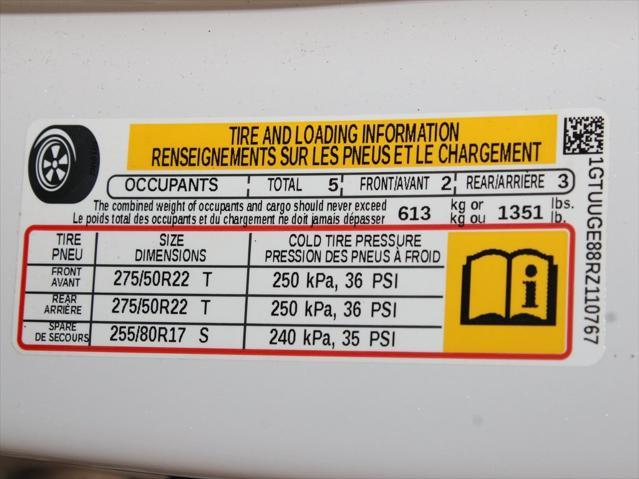 TIRE AND LOADING INFORMATION
RENSEIGNEMENTS SUR LES PNEUS ET LE CHARGEMENT
OCCUPANTS TOTAL 5 FRONT/AVANT 2 REAR/ARRIÈRE 3
The combined weight of occupants and cargo should never exceed 613 kg or 1351 lbs.
Le poids total des occupants et du chargement ne doit jamais dépasser kg ou lb.
TIRE SIZE COLD TIRE PRESSURE
PNEU DIMENSIONS PRESSION DES PNEUS À FROID
FRONT
AVANT 275/50R22 T 250 kPa, 36 PSI
REAR
ARRIÈRE 275/50R22 T 250 kPa, 36 PSI
SPARE
DE SECOURS 255/80R17 S 240 kPa, 35 PSI
1GTUUGE88RZ110767